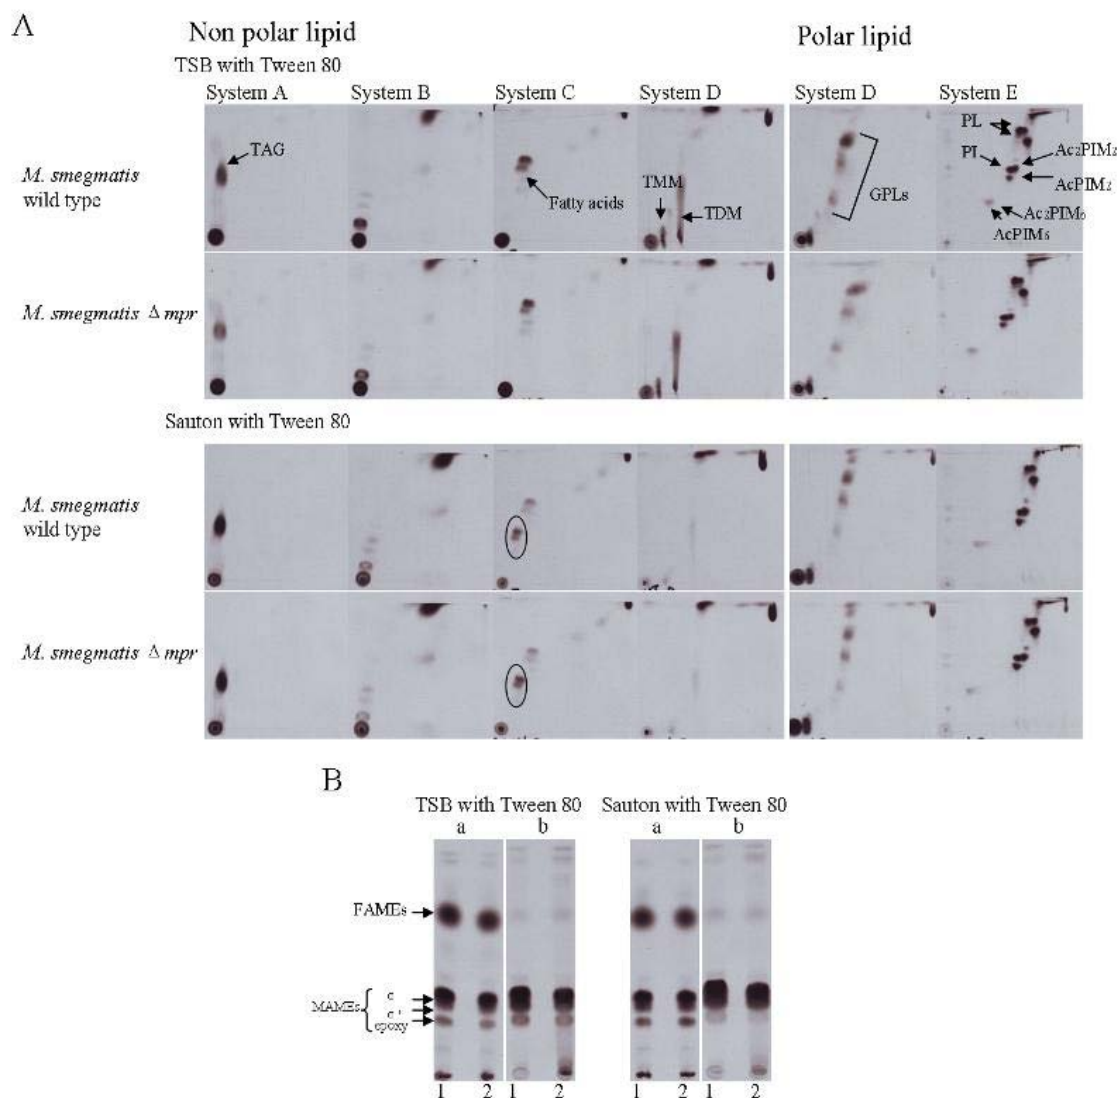 A
Non polar lipid
Polar lipid
TSB with Tween 80
System A
System B
System C
System D
System D
System E
M. smegmatis
wild type
TAG
Fatty acids
TMM
TDM
GPLs
PL
PI
Ac₂PIM₂
AcPIM₂
Ac₂PIM₆
AcPIM₆
M. smegmatis Δ mpr
Sauton with Tween 80
M. smegmatis
wild type
M. smegmatis Δ mpr
B
TSB with Tween 80
Sauton with Tween 80
a
b
a
b
FAMEs
MAMEs
α
α'
epoxy
1
2
1
2
1
2
1
2